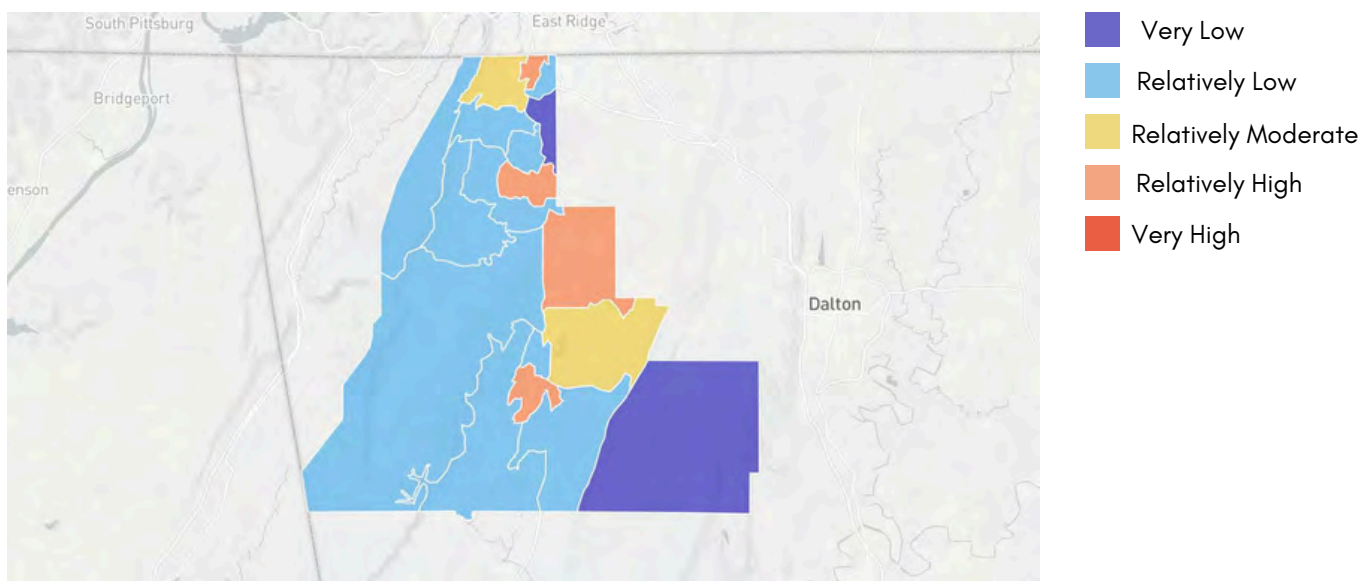 South Pittsburg
East Ridge
Bridgeport
enson
Dalton
Very Low
Relatively Low
Relatively Moderate
Relatively High
Very High